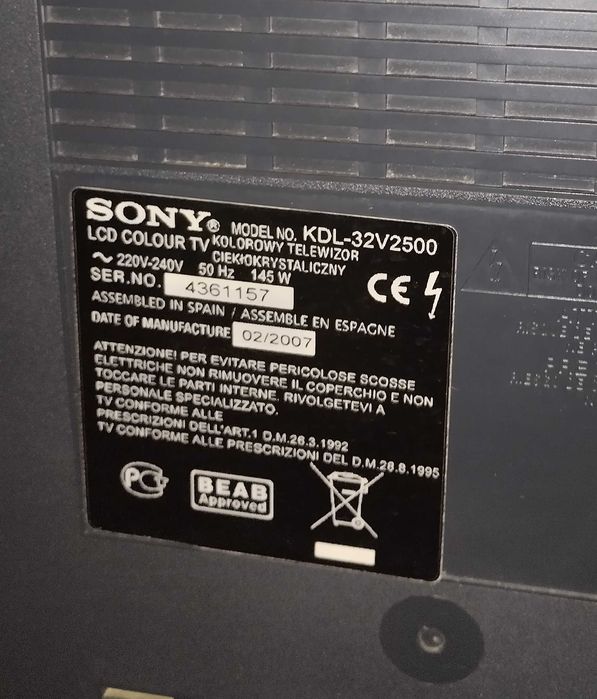 SONY®
MODEL NO. KDL-32V2500
LCD COLOUR TV KOLOROWY TELEWIZOR
CIEKŁOKRYSTALICZNY
~ 220V-240V 50 Hz 145 W
SER.NO. 4361157
CE
ASSEMBLED IN SPAIN / ASSEMBLE EN ESPAGNE
DATE OF MANUFACTURE 02/2007
ATTENZIONE! PER EVITARE PERICOLOSE SCOSSE
ELETTRICHE NON RIMUOVERE IL COPERCHIO E NON
TOCCARE LE PARTI INTERNE. RIVOLGETEVI A
PERSONALE SPECIALIZZATO.
TV CONFORME ALLE
PRESCRIZIONI DELL'ART.1 D.M.26.3.1992
TV CONFORME ALLE PRESCRIZIONI DEL D.M.26.8.1995
PCT
BEAB
Approved